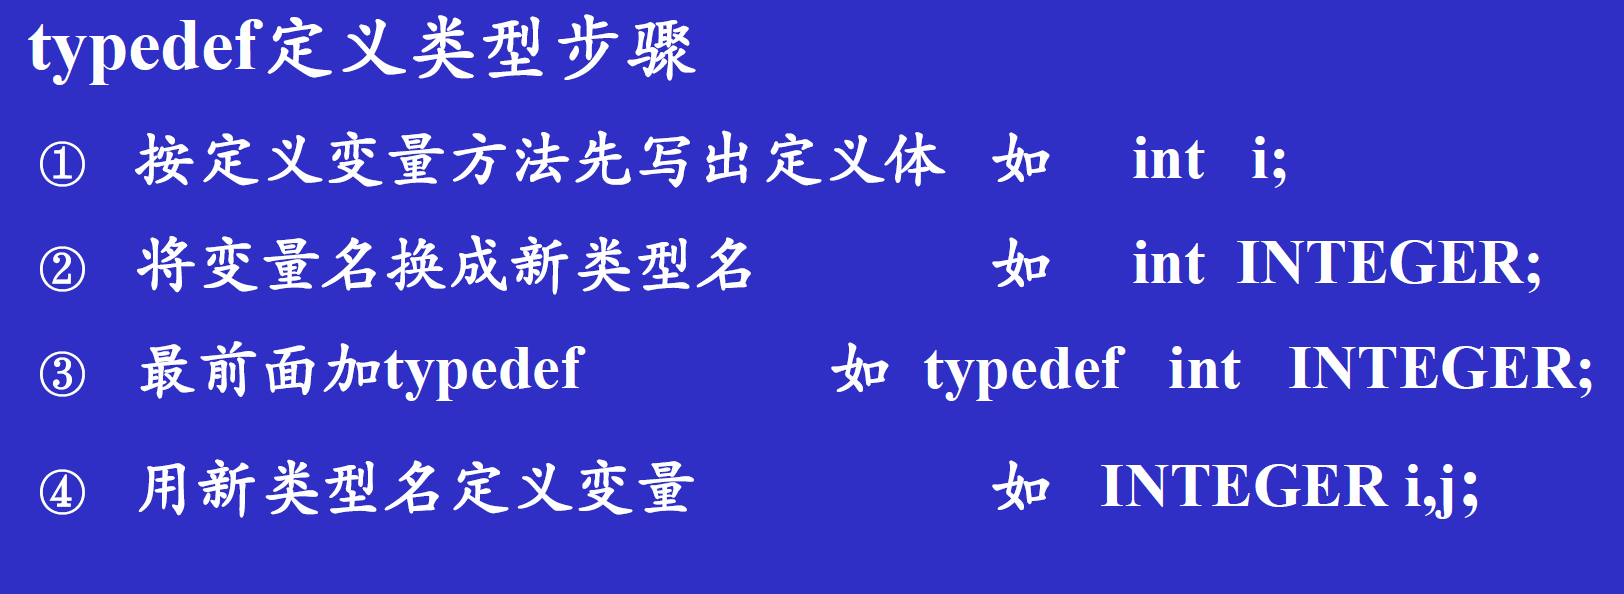 typedef定义类型步骤
① 按定义变量方法先写出定义体 如 int i;
② 将变量名换成新类型名 如 int INTEGER;
③ 最前面加typedef 如 typedef int INTEGER;
④ 用新类型名定义变量 如 INTEGER i,j;